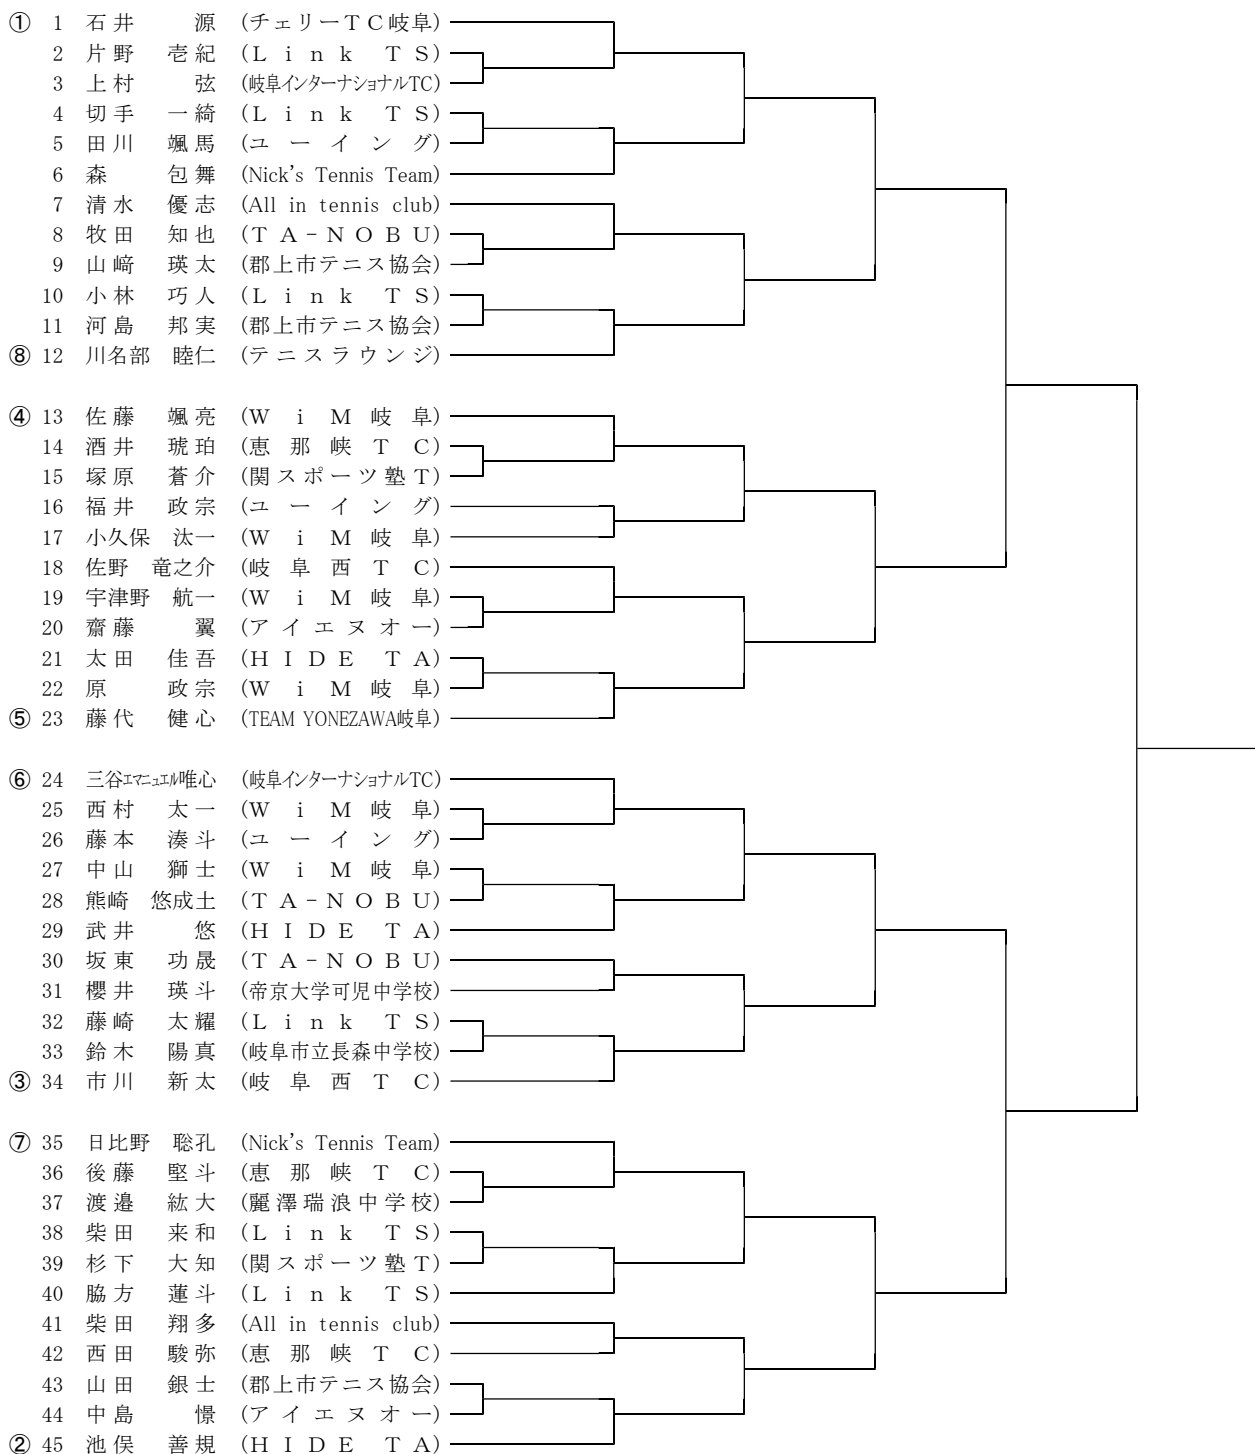 ① 1 石井 源 (チェリーTC岐阜)
2 片野 壱紀 (Link TS)
3 上村 弦 (岐阜インターナショナルTC)
4 切手 一綺 (Link TS)
5 田川 颯馬 (ユーイング)
6 森 包舞 (Nick's Tennis Team)
7 清水 優志 (All in tennis club)
8 牧田 知也 (TA-NOBU)
9 山﨑 瑛太 (郡上市テニス協会)
10 小林 巧人 (Link TS)
11 河島 邦実 (郡上市テニス協会)
⑧ 12 川名部 睦仁 (テニスラウンジ)
④ 13 佐藤 颯亮 (WiM岐阜)
14 酒井 琥珀 (恵那峡TC)
15 塚原 蒼介 (関スポーツ塾T)
16 福井 政宗 (ユーイング)
17 小久保 汰一 (WiM岐阜)
18 佐野 竜之介 (岐阜西TC)
19 宇津野 航一 (WiM岐阜)
20 齋藤 翼 (アイエヌオー)
21 太田 佳吾 (HIDE TA)
22 原 政宗 (WiM岐阜)
⑤ 23 藤代 健心 (TEAM YONEZAWA岐阜)
⑥ 24 三谷エマニュエル唯心 (岐阜インターナショナルTC)
25 西村 太一 (WiM岐阜)
26 藤本 湊斗 (ユーイング)
27 中山 獅士 (WiM岐阜)
28 熊崎 悠成土 (TA-NOBU)
29 武井 悠 (HIDE TA)
30 坂東 功晟 (TA-NOBU)
31 櫻井 瑛斗 (帝京大学可児中学校)
32 藤崎 太耀 (Link TS)
33 鈴木 陽真 (岐阜市立長森中学校)
③ 34 市川 新太 (岐阜西TC)
⑦ 35 日比野 聡孔 (Nick's Tennis Team)
36 後藤 堅斗 (恵那峡TC)
37 渡邉 紘大 (麗澤瑞浪中学校)
38 柴田 来和 (Link TS)
39 杉下 大知 (関スポーツ塾T)
40 脇方 蓮斗 (Link TS)
41 柴田 翔多 (All in tennis club)
42 西田 駿弥 (恵那峡TC)
43 山田 銀士 (郡上市テニス協会)
44 中島 憬 (アイエヌオー)
② 45 池俣 善規 (HIDE TA)